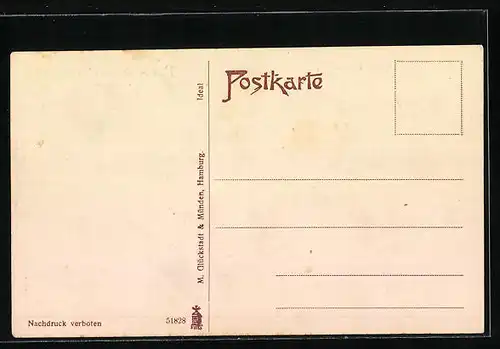 Postkarte
Ideal
M. Glückstadt & Münden, Hamburg.
Nachdruck verboten
51828